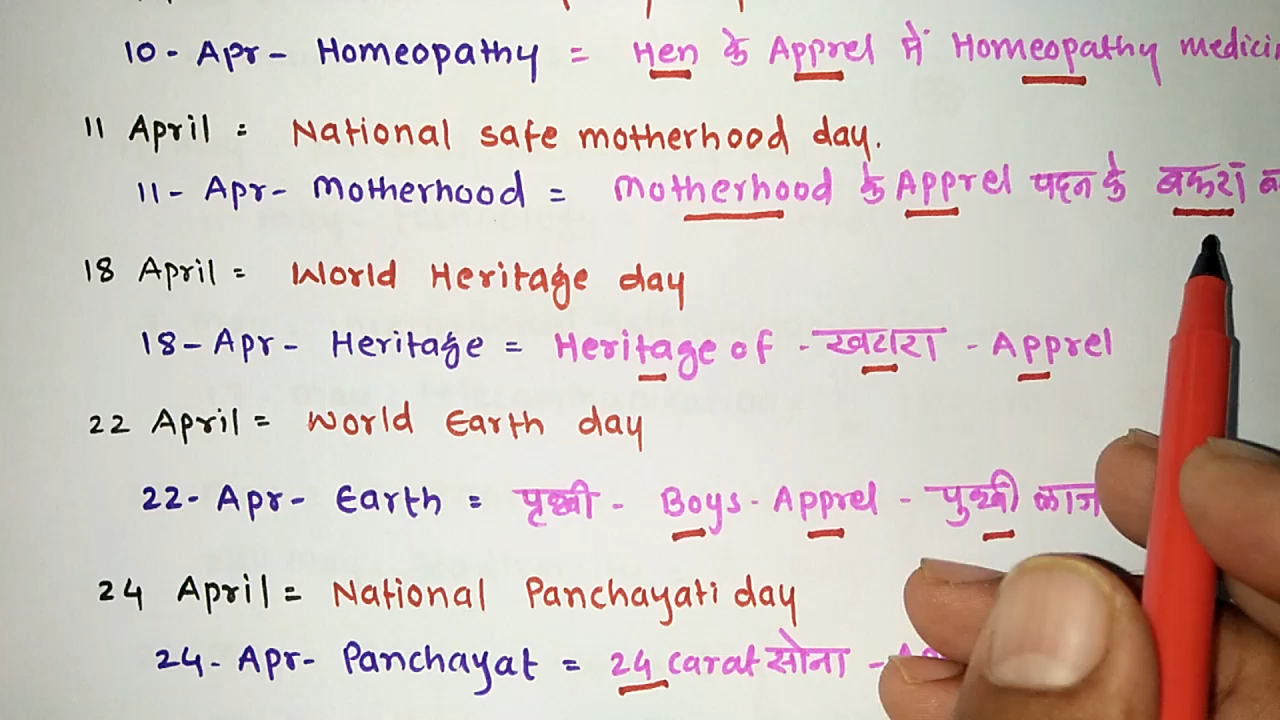 10 - Apr - Homeopathy = Hen के Apprel में Homeopathy
11 April = National safe motherhood day.
11 - Apr - Motherhood = Motherhood के Apprel पहन के बकरा
18 April = World Heritage day
18 - Apr - Heritage = Heritage of - खटारा - Apprel
22 April = World Earth day
22 - Apr - Earth = पृथ्वी - Boys - Apprel - पुथ्वी
24 April = National Panchayati day
24 - Apr - Panchayat = 24 carat सोना -